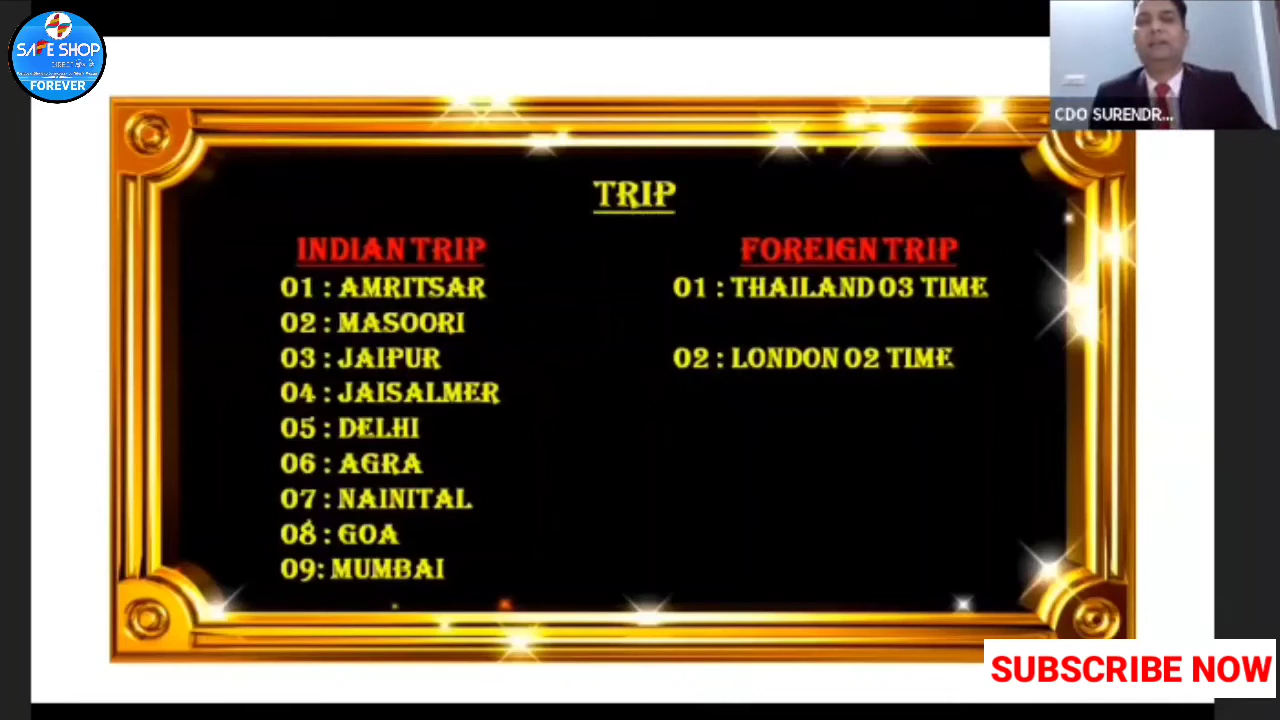 SAFE SHOP
FOREVER
CDO SURENDR...
TRIP
INDIAN TRIP
01 : AMRITSAR
02 : MASOORI
03 : JAIPUR
04 : JAISALMER
05 : DELHI
06 : AGRA
07 : NAINITAL
08 : GOA
09: MUMBAI
FOREIGN TRIP
01 : THAILAND 03 TIME
02 : LONDON 02 TIME
SUBSCRIBE NOW